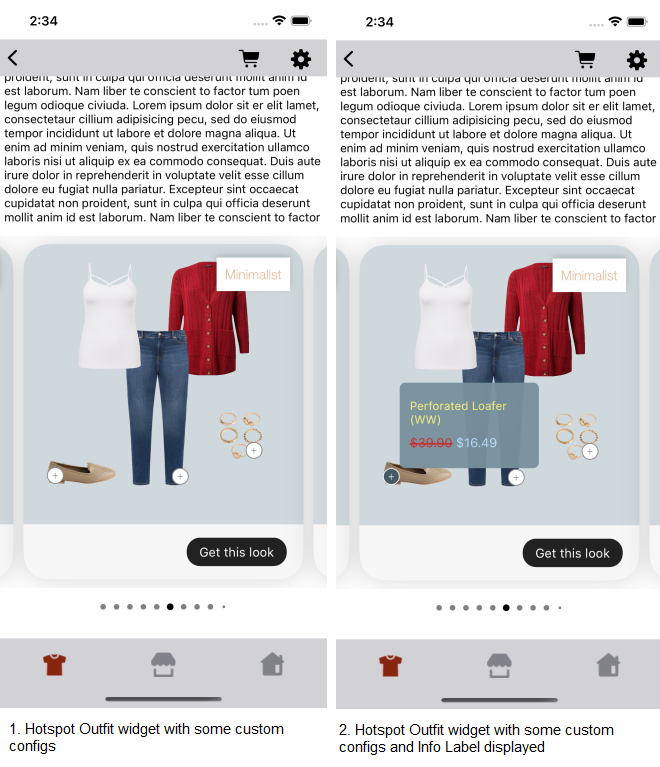 2:34
proident, sunt in culpa qui officia deserunt mollit anim id
est laborum. Nam liber te conscient to factor tum poen
legum odioque civiuda. Lorem ipsum dolor sit er elit lamet,
consectetaur cillium adipisicing pecu, sed do eiusmod
tempor incididunt ut labore et dolore magna aliqua. Ut
enim ad minim veniam, quis nostrud exercitation ullamco
laboris nisi ut aliquip ex ea commodo consequat. Duis aute
irure dolor in reprehenderit in voluptate velit esse cillum
dolore eu fugiat nulla pariatur. Excepteur sint occaecat
cupidatat non proident, sunt in culpa qui officia deserunt
mollit anim id est laborum. Nam liber te conscient to factor
Minimalist
Get this look
1. Hotspot Outfit widget with some custom
configs
2:34
proident, sunt in culpa qui officia deserunt mollit anim id
est laborum. Nam liber te conscient to factor tum poen
legum odioque civiuda. Lorem ipsum dolor sit er elit lamet,
consectetaur cillium adipisicing pecu, sed do eiusmod
tempor incididunt ut labore et dolore magna aliqua. Ut
enim ad minim veniam, quis nostrud exercitation ullamco
laboris nisi ut aliquip ex ea commodo consequat. Duis aute
irure dolor in reprehenderit in voluptate velit esse cillum
dolore eu fugiat nulla pariatur. Excepteur sint occaecat
cupidatat non proident, sunt in culpa qui officia deserunt
mollit anim id est laborum. Nam liber te conscient to factor
Minimalist
Perforated Loafer
(WW)
$39.90 $16.49
Get this look
2. Hotspot Outfit widget with some custom
configs and Info Label displayed